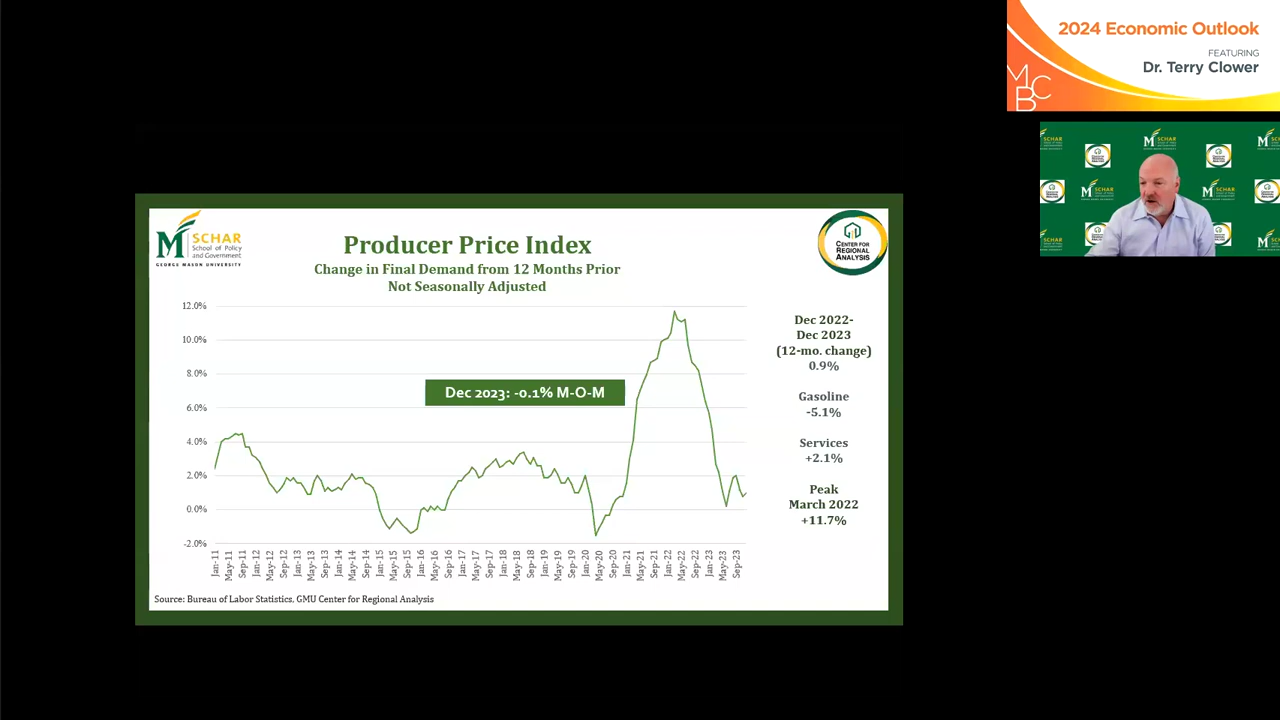 2024 Economic Outlook
FEATURING
Dr. Terry Clower
MCB
SCHAR
School of Policy
and Government
GEORGE MASON UNIVERSITY
Producer Price Index
Change in Final Demand from 12 Months Prior
Not Seasonally Adjusted
CENTER FOR
REGIONAL
ANALYSIS
12.0%
10.0%
8.0%
6.0%
4.0%
2.0%
0.0%
-2.0%
Dec 2023: -0.1% M-O-M
Jan-11
May-11
Sep-11
Jan-12
May-12
Sep-12
Jan-13
May-13
Sep-13
Jan-14
May-14
Sep-14
Jan-15
May-15
Sep-15
Jan-16
May-16
Sep-16
Jan-17
May-17
Sep-17
Jan-18
May-18
Sep-18
Jan-19
May-19
Sep-19
Jan-20
May-20
Sep-20
Jan-21
May-21
Sep-21
Jan-22
May-22
Sep-22
Jan-23
May-23
Sep-23
Dec 2022-
Dec 2023
(12-mo. change)
0.9%
Gasoline
-5.1%
Services
+2.1%
Peak
March 2022
+11.7%
Source: Bureau of Labor Statistics. GMU Center for Regional Analysis
SCHAR
SCHAR
SCHAR
SCHAR
SCHAR
SCHAR
SCHAR